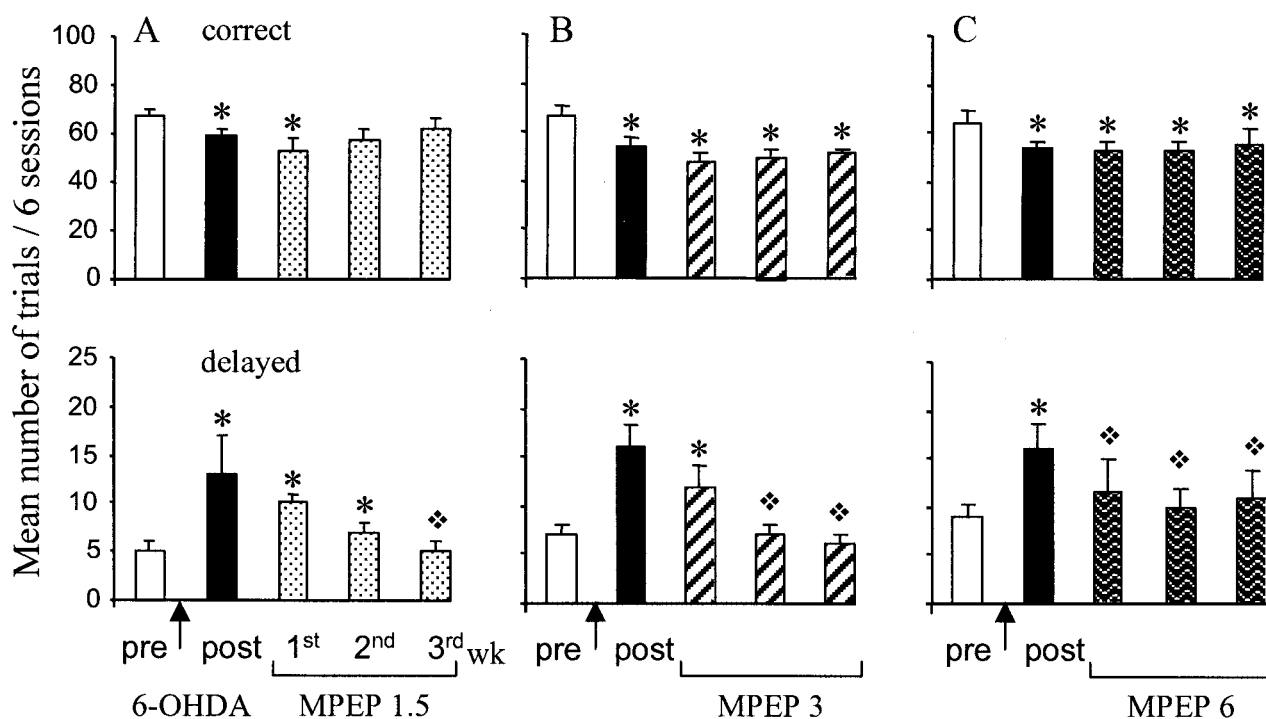 Mean number of trials / 6 sessions
A correct
100
80
60
40
20
0
* *
B
* * * *
C
* * * *
delayed
25
20
15
10
5
0
* * * ❖
* * ❖ ❖
* ❖ ❖ ❖
pre post 1st 2nd 3rd wk
6-OHDA MPEP 1.5
pre post
MPEP 3
pre post
MPEP 6